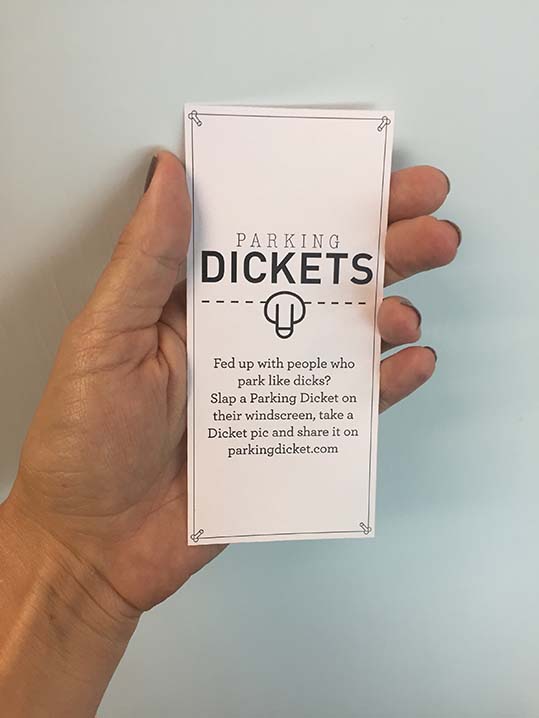 PARKING
DICKETS
Fed up with people who
park like dicks?
Slap a Parking Dicket on
their windscreen, take a
Dicket pic and share it on
parkingdicket.com